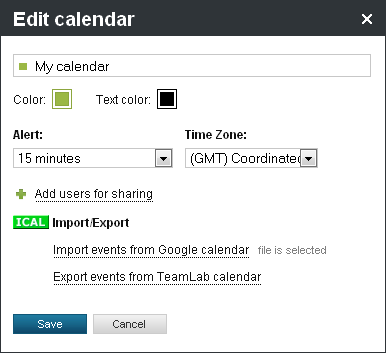 Edit calendar
My calendar
Color: Text color:
Alert: Time Zone:
15 minutes (GMT) Coordinated
Add users for sharing
ICAL Import/Export
Import events from Google calendar file is selected
Export events from TeamLab calendar
Save Cancel